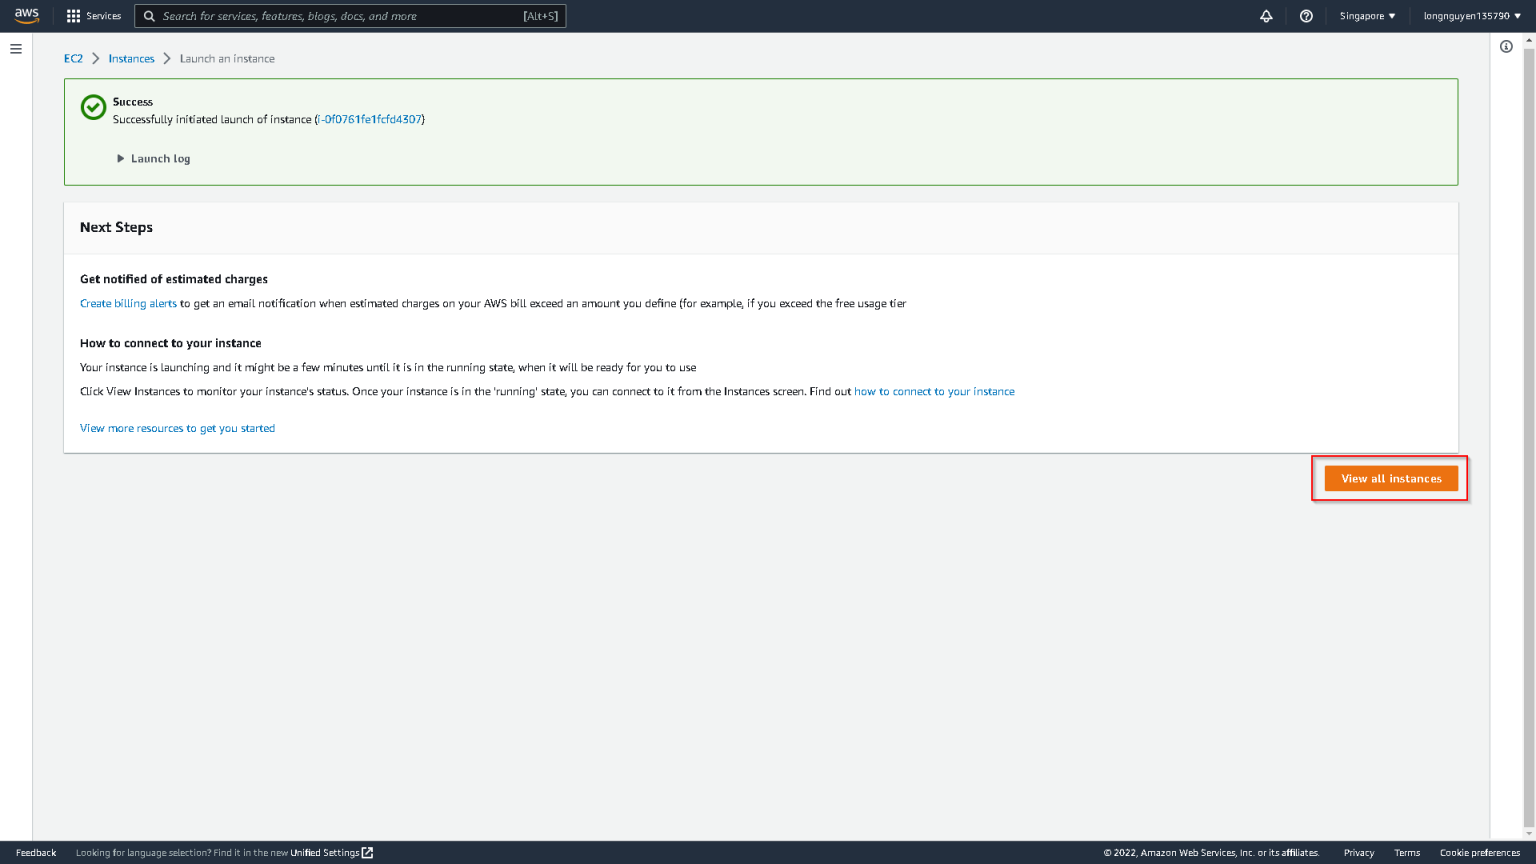 aws
Services
Search for services, features, blogs, docs, and more
[Alt+S]
Singapore
longnguyen135790
EC2
Instances
Launch an instance
Success
Successfully initiated launch of instance (i-0f0761fe1fcfd4307)
Launch log
Next Steps
Get notified of estimated charges
Create billing alerts to get an email notification when estimated charges on your AWS bill exceed an amount you define (for example, if you exceed the free usage tier
How to connect to your instance
Your instance is launching and it might be a few minutes until it is in the running state, when it will be ready for you to use
Click View Instances to monitor your instance's status. Once your instance is in the 'running' state, you can connect to it from the Instances screen. Find out how to connect to your instance
View more resources to get you started
View all instances
Feedback
Looking for language selection? Find it in the new Unified Settings
© 2022, Amazon Web Services, Inc. or its affiliates.
Privacy
Terms
Cookie preferences